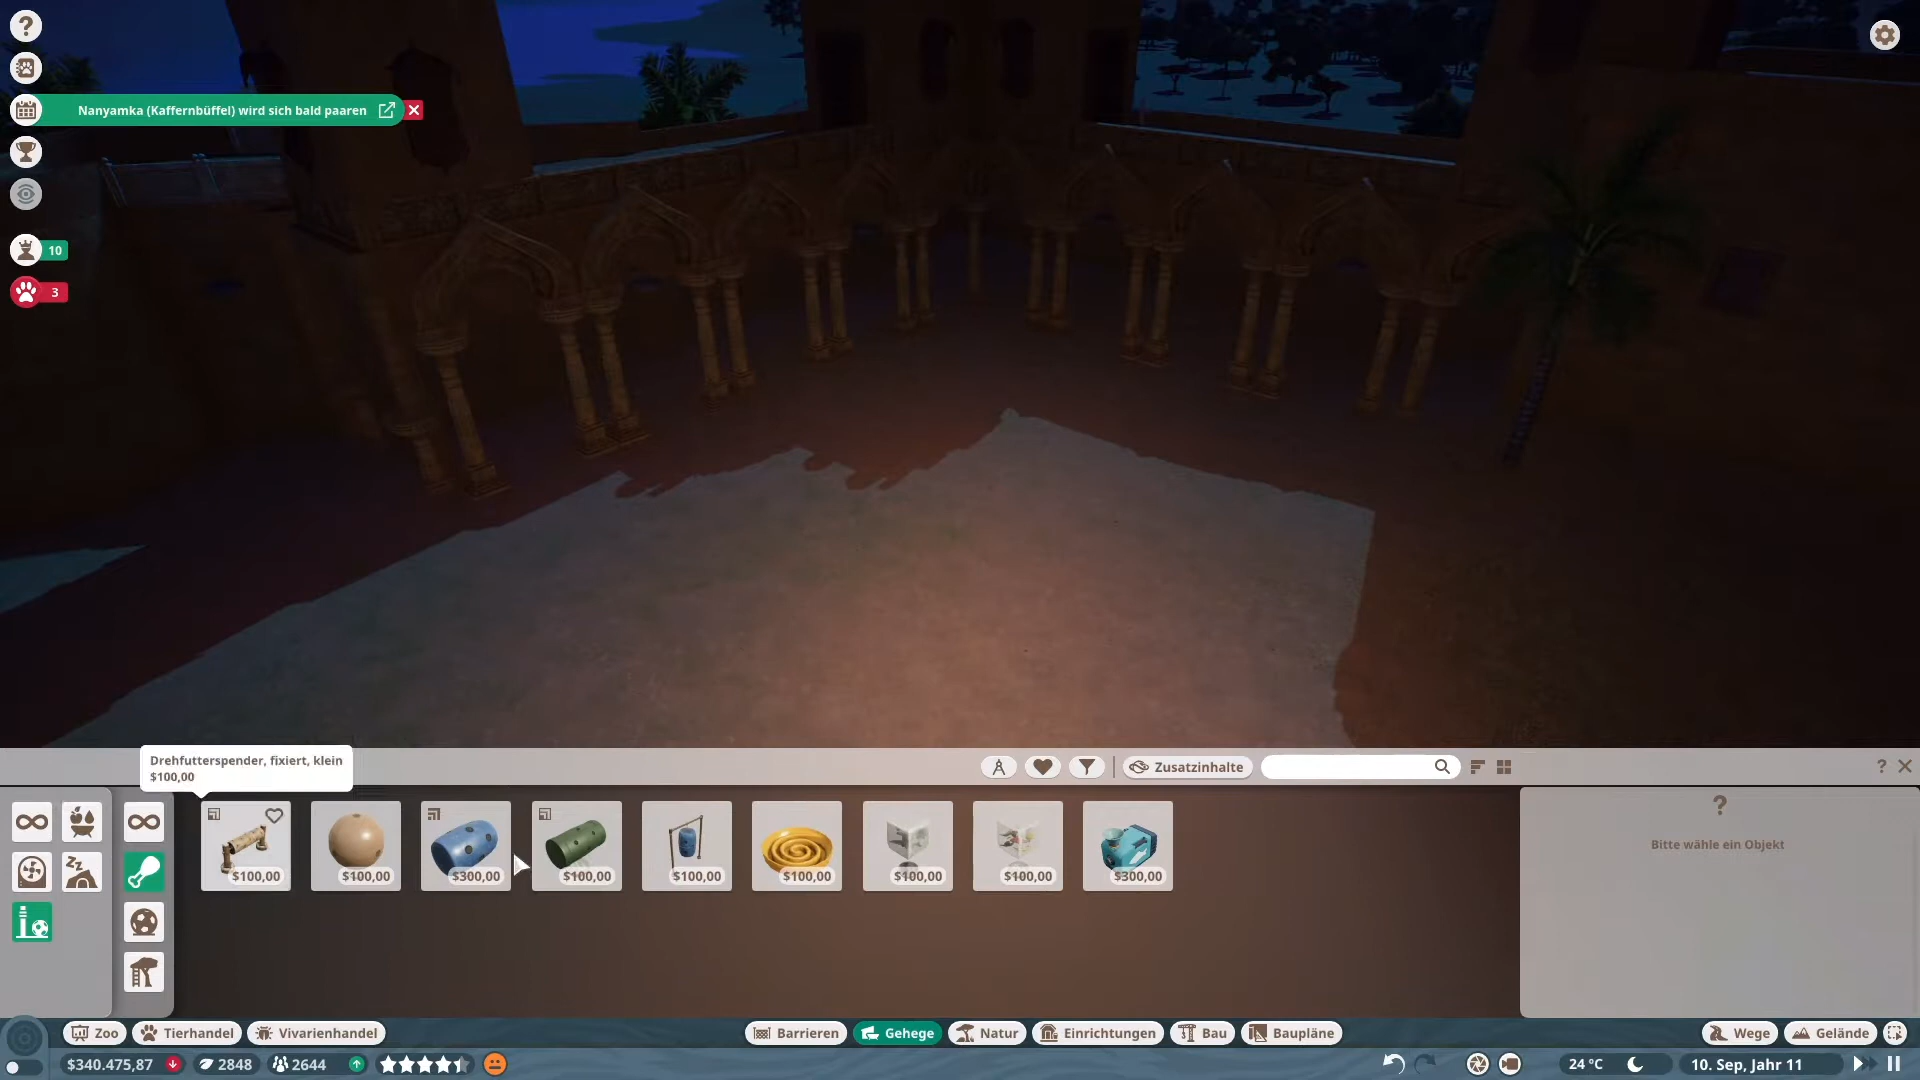 ?
Nanyamka (Kaffernbüffel) wird sich bald paaren
10
3
Drehfutterspender, fixiert, klein
$100,00
Zusatzinhalte
?
$100,00
$100,00
$300,00
$100,00
$100,00
$100,00
$100,00
$100,00
$300,00
?
Bitte wähle ein Objekt
Zoo
Tierhandel
Vivarienhandel
Barrieren
Gehege
Natur
Einrichtungen
Bau
Baupläne
Wege
Gelände
$340.475,87
2848
2644
24 °C
10. Sep, Jahr 11